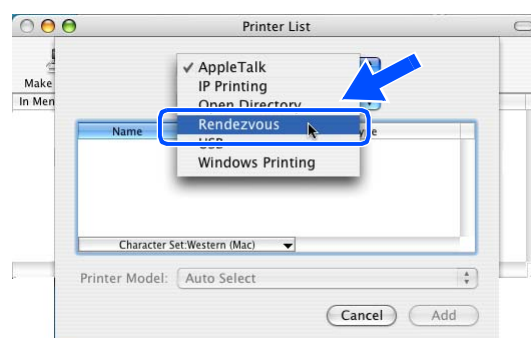 Printer List
AppleTalk
IP Printing
Open Directory
Rendezvous
USB
Windows Printing
Make
In Men
Name
Character Set:Western (Mac)
Printer Model: Auto Select
Cancel Add